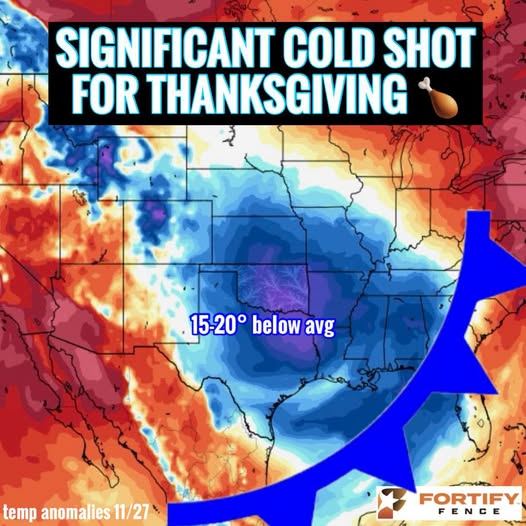 SIGNIFICANT COLD SHOT
FOR THANKSGIVING 🍗
15-20° below avg
temp anomalies 11/27
FORTIFY
FENCE